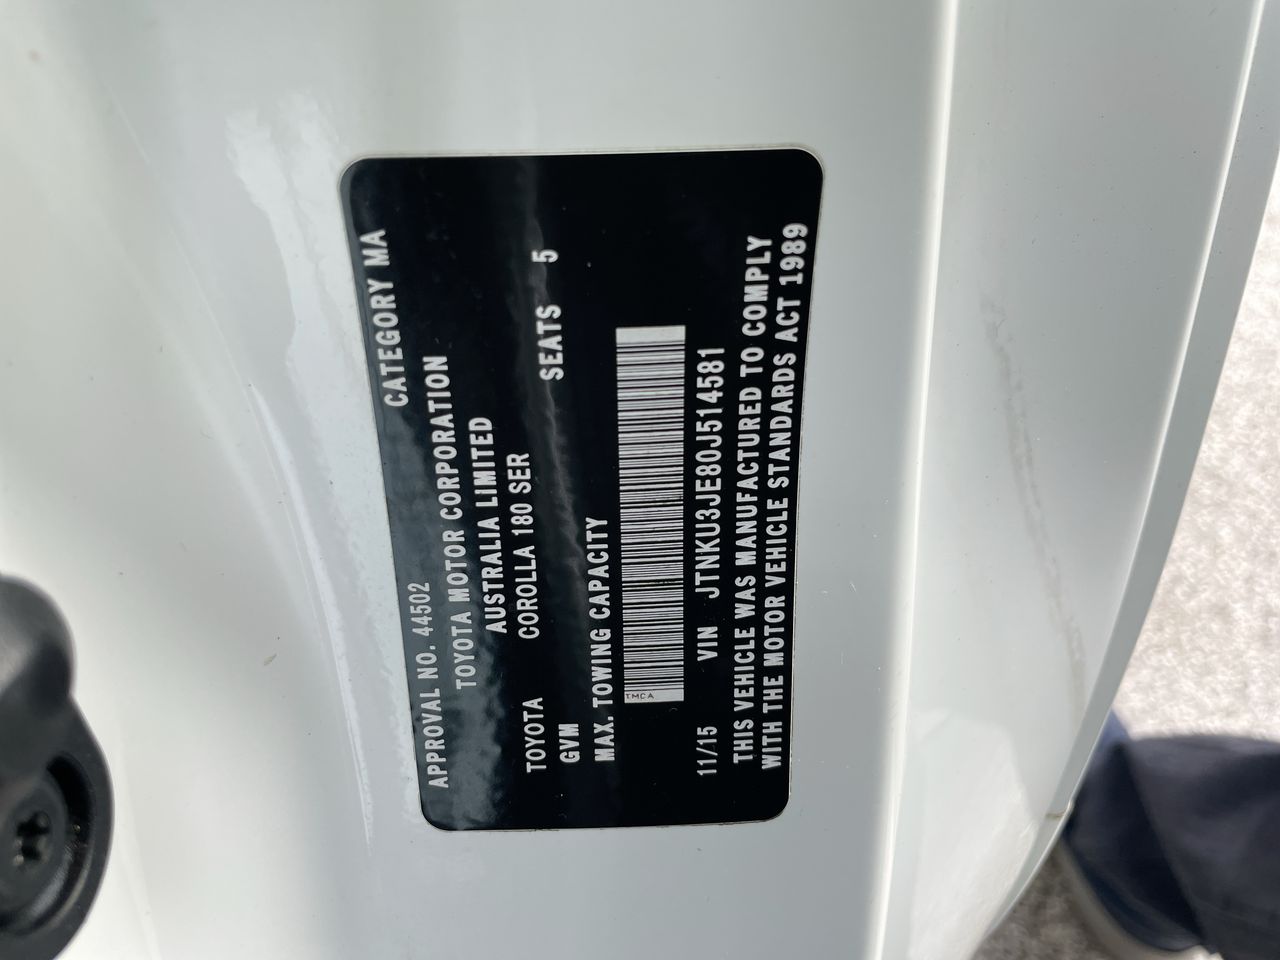 APPROVAL NO. 44502 CATEGORY MA
TOYOTA MOTOR CORPORATION
AUSTRALIA LIMITED
TOYOTA COROLLA 180 SER
GVM SEATS 5
MAX. TOWING CAPACITY
TMCA
11/15 VIN JTNKU3JE80J514581
THIS VEHICLE WAS MANUFACTURED TO COMPLY
WITH THE MOTOR VEHICLE STANDARDS ACT 1989